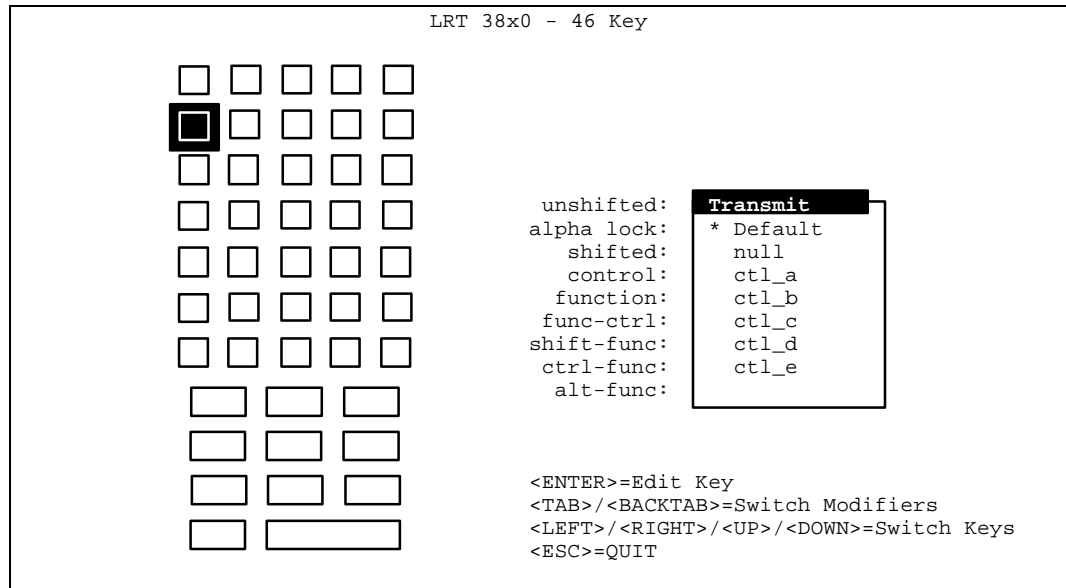 LRT 38x0 - 46 Key
unshifted:
alpha lock:
shifted:
control:
function:
func-ctrl:
shift-func:
ctrl-func:
alt-func:
Transmit
* Default
null
ctl_a
ctl_b
ctl_c
ctl_d
ctl_e
<ENTER>=Edit Key
<TAB>/<BACKTAB>=Switch Modifiers
<LEFT>/<RIGHT>/<UP>/<DOWN>=Switch Keys
<ESC>=QUIT